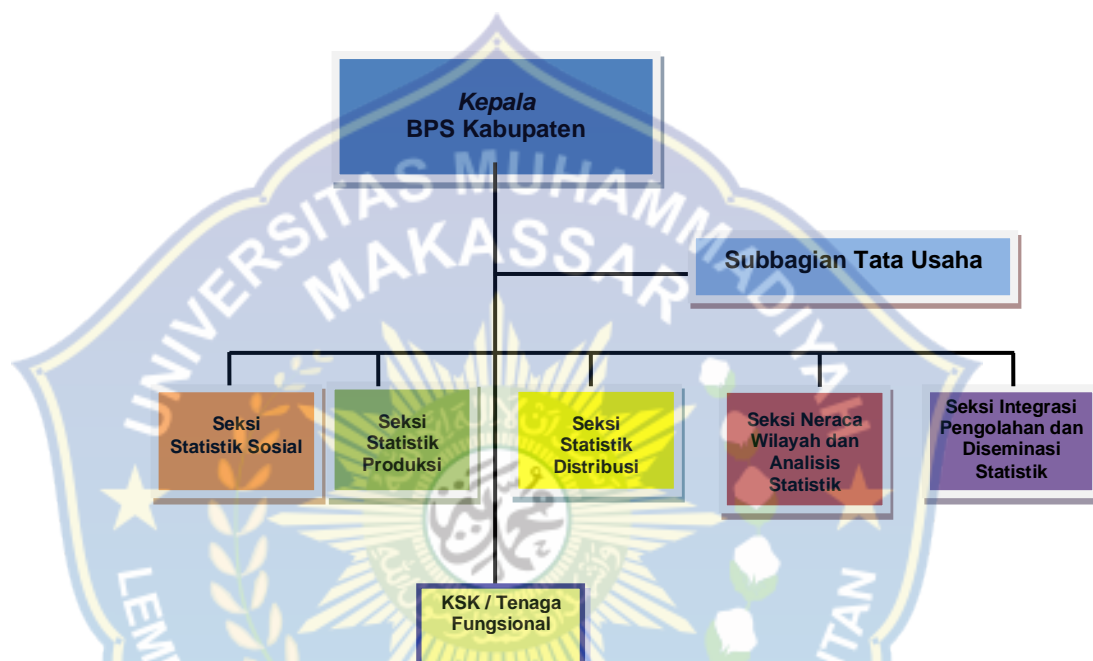 Kepala
BPS Kabupaten
UNIVERSITAS MUHAMMADIYAH
MAKASSAR
Subbagian Tata Usaha
Seksi
Statistik Sosial
Seksi
Statistik
Produksi
Seksi
Statistik
Distribusi
Seksi Neraca
Wilayah dan
Analisis
Statistik
Seksi Integrasi
Pengolahan dan
Diseminasi
Statistik
KSK / Tenaga
Fungsional